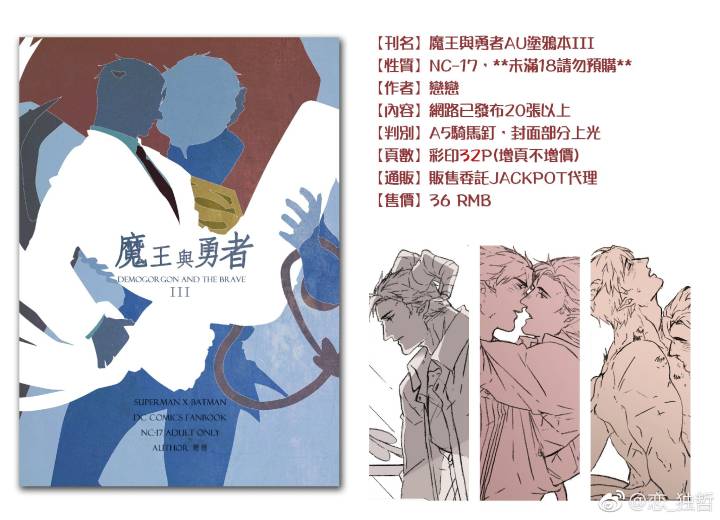 魔王與勇者
DEMOGORGON AND THE BRAVE
III
SUPERMAN X BATMAN
DC COMICS FANBOOK
NC-17 ADULT ONLY
AUTHOR 戀戀
【刊名】魔王與勇者AU塗鴉本III
【性質】NC-17,**未滿18請勿預購**
【作者】戀戀
【內容】網路已發布20張以上
【判別】A5騎馬釘,封面部分上光
【頁數】彩印32P(增頁不增價)
【通販】販售委託JACKPOT代理
【售價】36 RMB
@恋_独哲